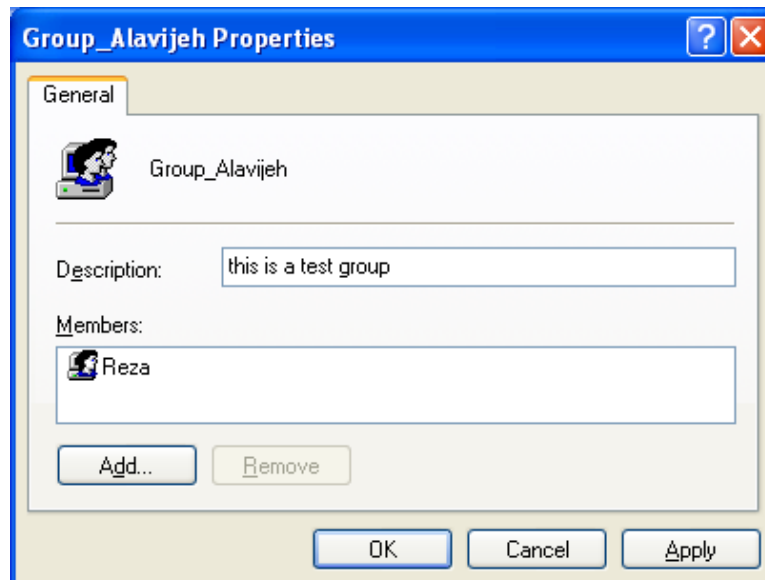 Group_Alavijeh Properties
General
Group_Alavijeh
Description: this is a test group
Members:
Reza
Add... Remove
OK Cancel Apply